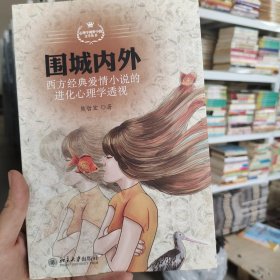 围城内外
西方经典爱情小说的
进化心理学透视
著
北京大学出版社